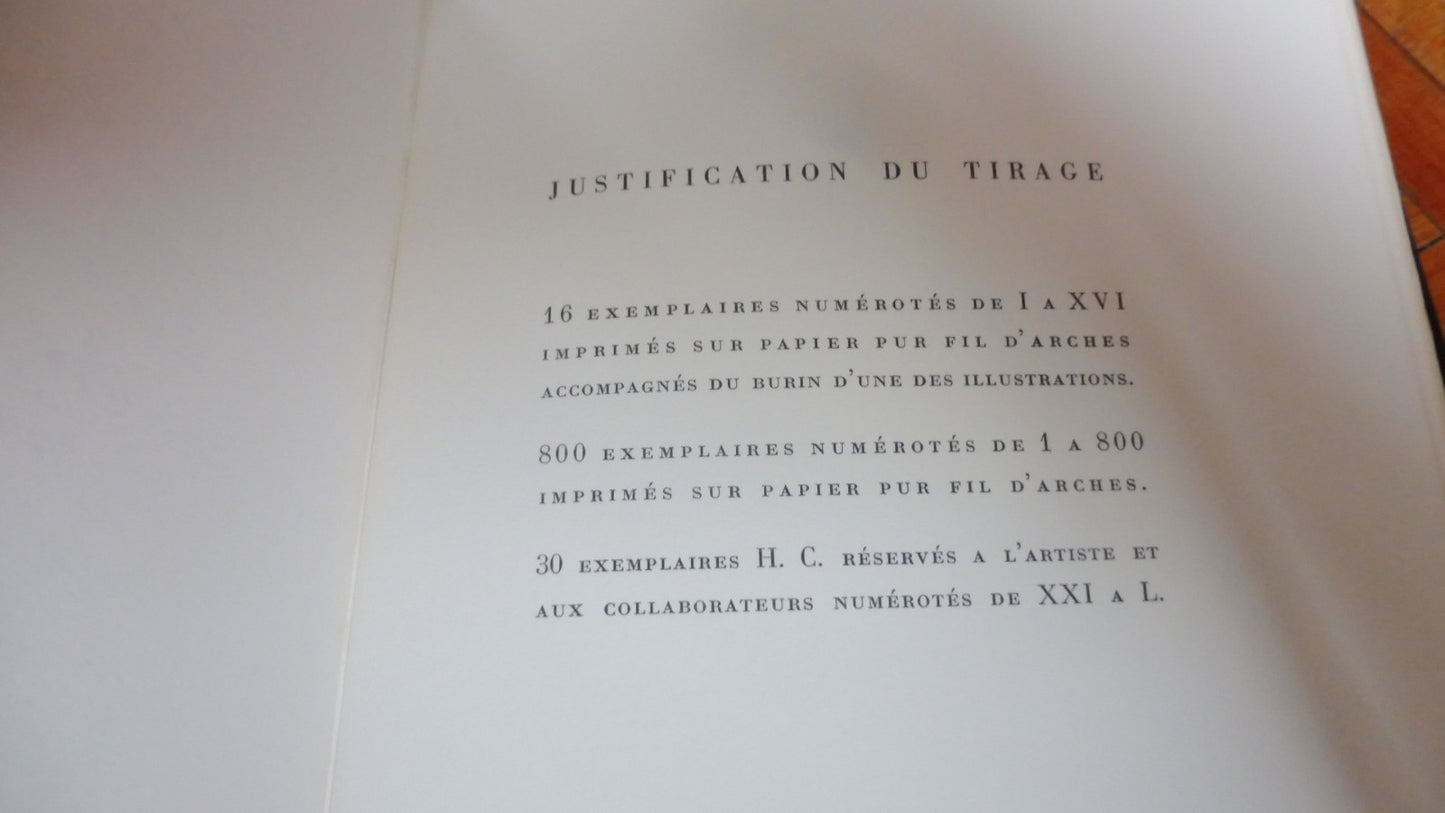 JUSTIFICATION DU TIRAGE
16 EXEMPLAIRES NUMÉROTÉS DE I A XVI
IMPRIMÉS SUR PAPIER PUR FIL D'ARCHES
ACCOMPAGNÉS DU BURIN D'UNE DES ILLUSTRATIONS.
800 EXEMPLAIRES NUMÉROTÉS DE 1 A 800
IMPRIMÉS SUR PAPIER PUR FIL D'ARCHES.
30 EXEMPLAIRES H. C. RÉSERVÉS A L'ARTISTE ET
AUX COLLABORATEURS NUMÉROTÉS DE XXI A L.